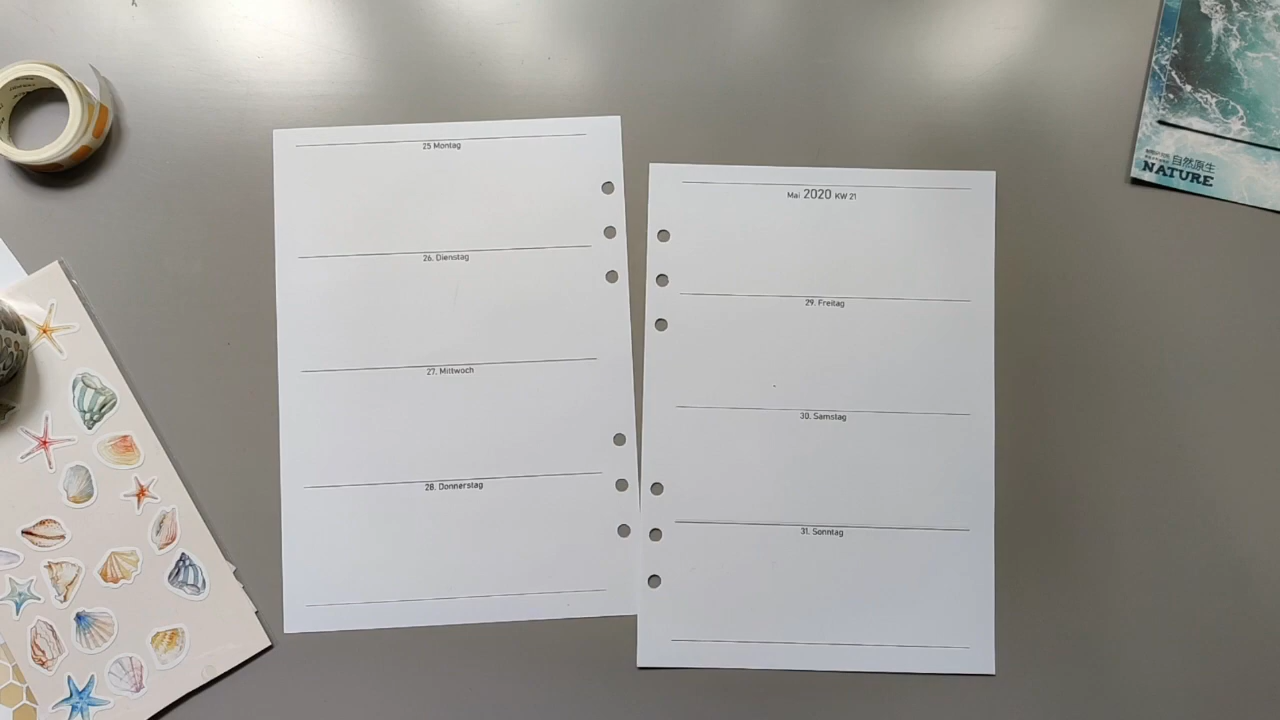 25 Montag
26. Dienstag
27. Mittwoch
28. Donnerstag
Mai 2020 KW 21
29. Freitag
30. Samstag
31. Sonntag
自然原生
NATURE